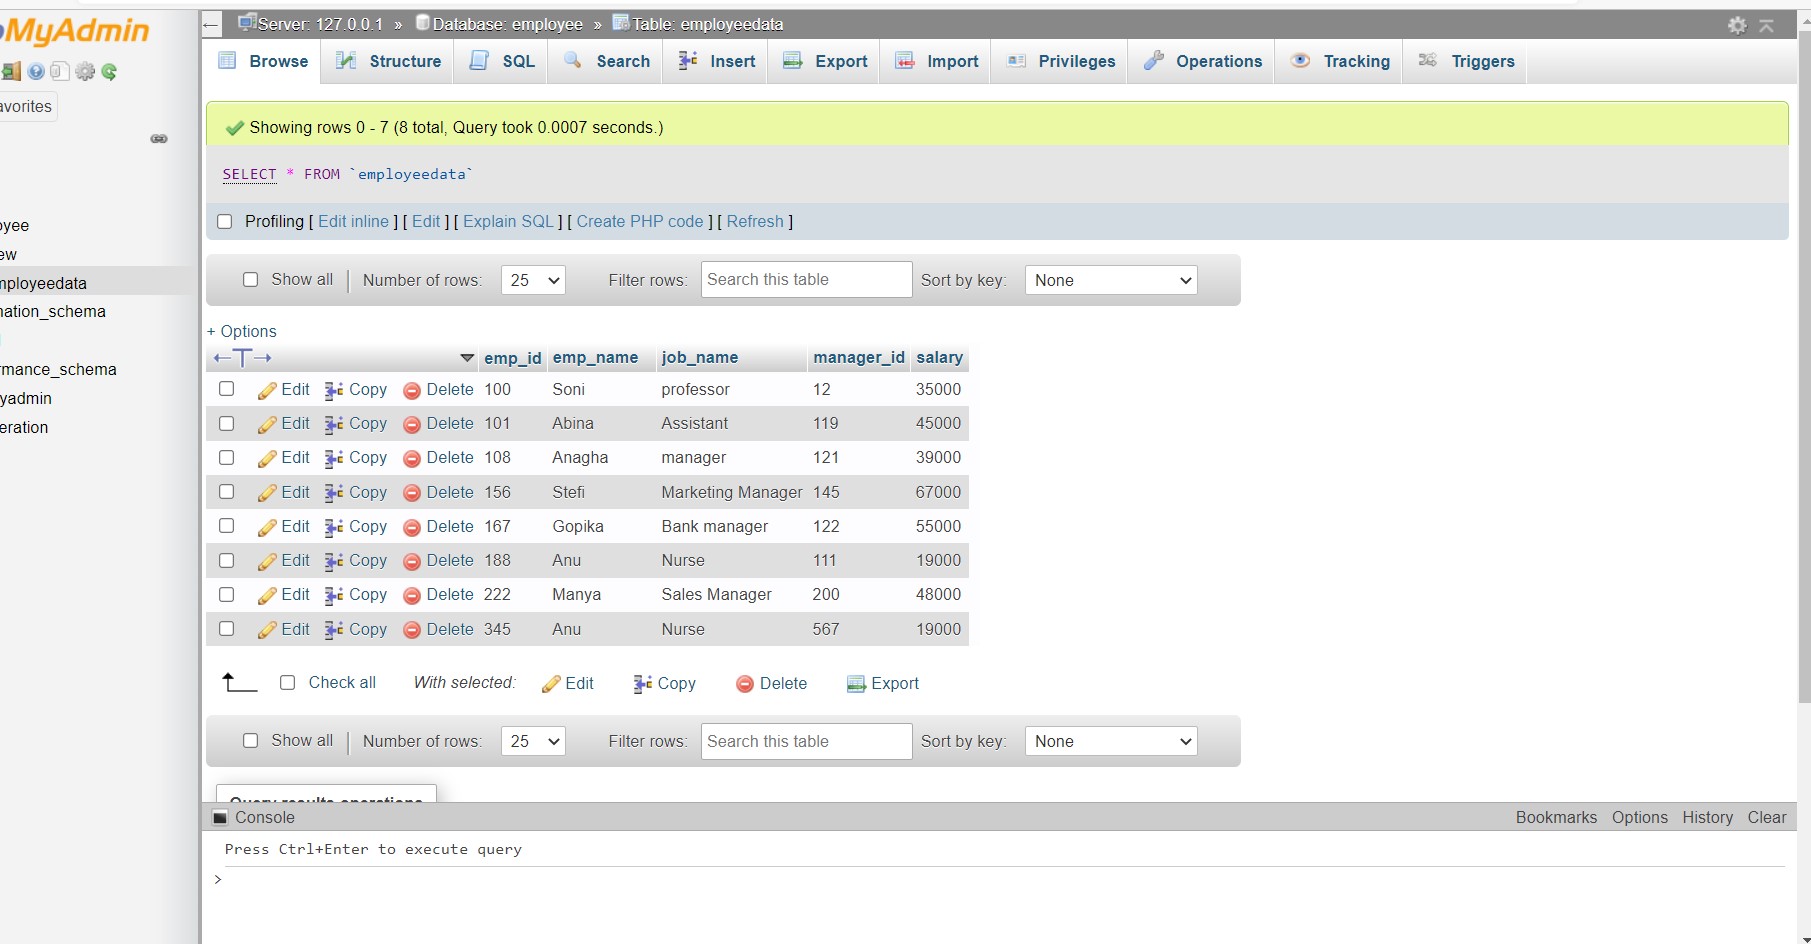 MyAdmin
avorites
yee
ew
mployeedata
nation_schema
rmance_schema
yadmin
eration
Server: 127.0.0.1 » Database: employee » Table: employeedata
Browse Structure SQL Search Insert Export Import Privileges Operations Tracking Triggers
Showing rows 0 - 7 (8 total, Query took 0.0007 seconds.)
SELECT * FROM `employeedata`
Profiling [ Edit inline ] [ Edit ] [ Explain SQL ] [ Create PHP code ] [ Refresh ]
Show all Number of rows: 25 Filter rows: Search this table Sort by key: None
+ Options
←T→ emp_id emp_name job_name manager_id salary
Edit Copy Delete 100 Soni professor 12 35000
Edit Copy Delete 101 Abina Assistant 119 45000
Edit Copy Delete 108 Anagha manager 121 39000
Edit Copy Delete 156 Stefi Marketing Manager 145 67000
Edit Copy Delete 167 Gopika Bank manager 122 55000
Edit Copy Delete 188 Anu Nurse 111 19000
Edit Copy Delete 222 Manya Sales Manager 200 48000
Edit Copy Delete 345 Anu Nurse 567 19000
Check all With selected: Edit Copy Delete Export
Show all Number of rows: 25 Filter rows: Search this table Sort by key: None
Query results operations
Console Bookmarks Options History Clear
Press Ctrl+Enter to execute query
>